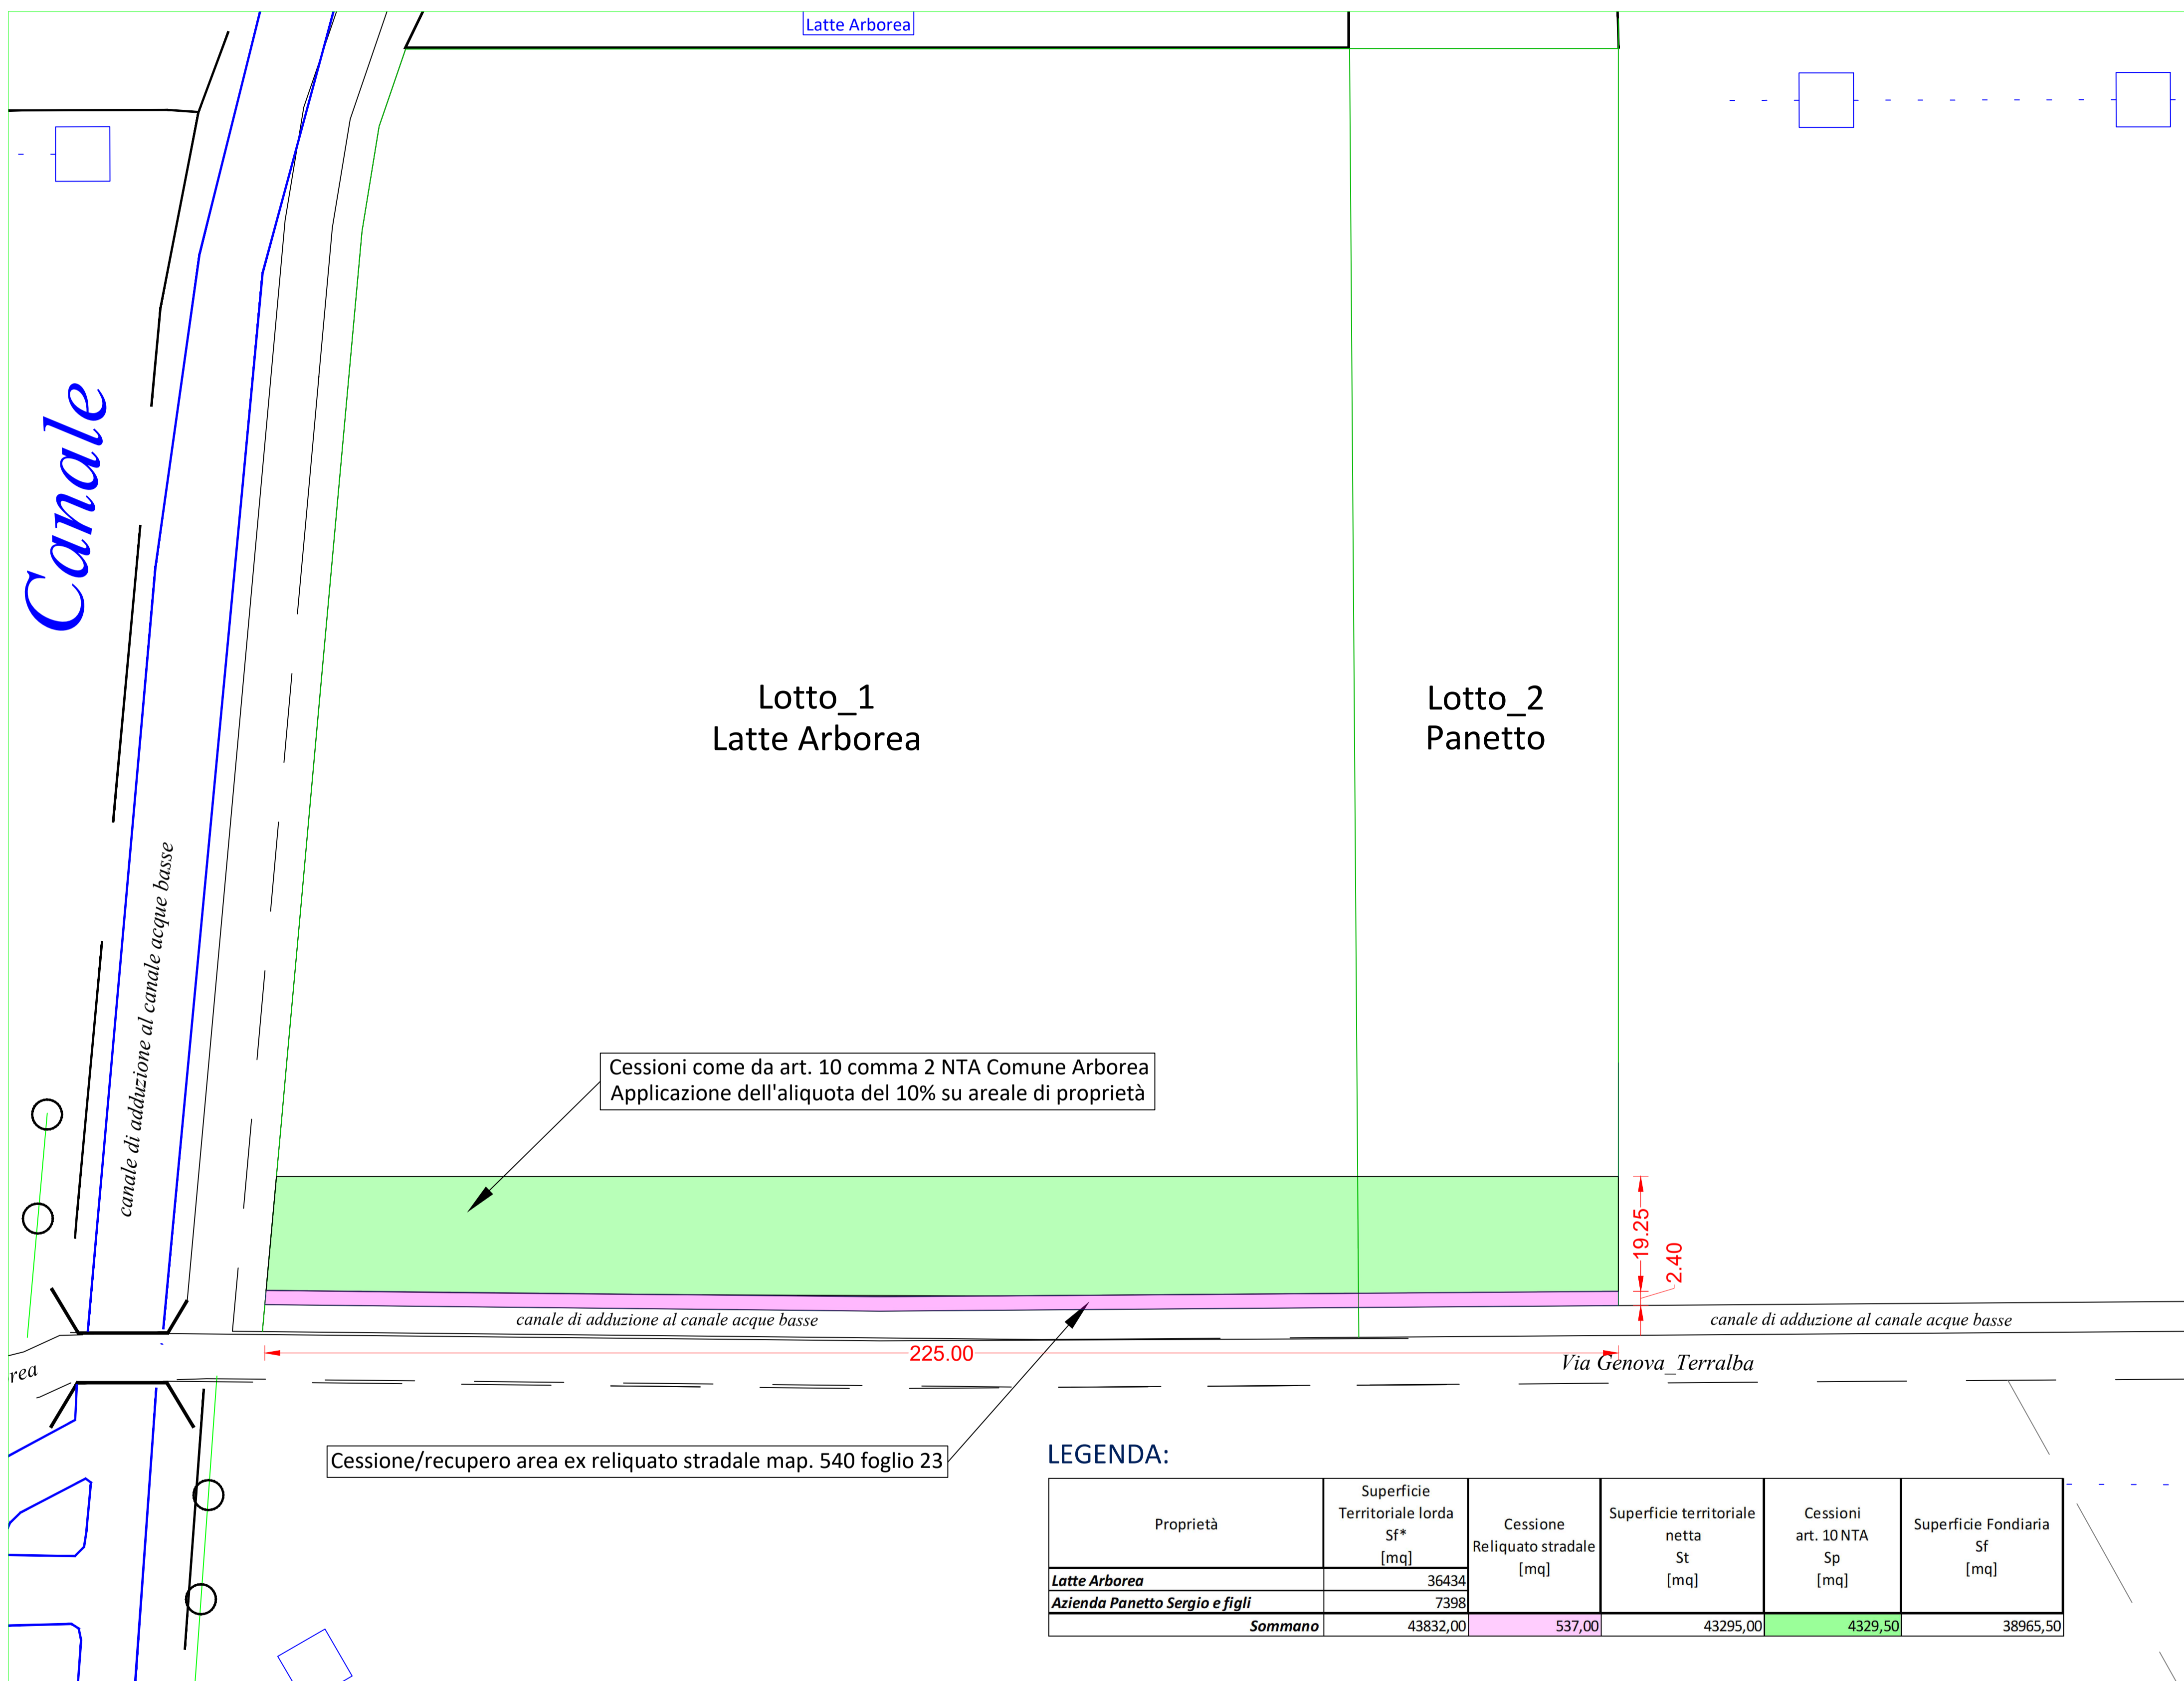 Latte Arborea
Canale
canale di adduzione al canale acque basse
Lotto_1
Latte Arborea
Lotto_2
Panetto
Cessioni come da art. 10 comma 2 NTA Comune Arborea
Applicazione dell'aliquota del 10% su areale di proprietà
19.25
2.40
canale di adduzione al canale acque basse
canale di adduzione al canale acque basse
225.00
Via Genova_Terralba
rea
Cessione/recupero area ex reliquato stradale map. 540 foglio 23
LEGENDA:
Proprietà
Superficie
Territoriale lorda
Sf*
[mq]
Cessione
Reliquato stradale
[mq]
Superficie territoriale
netta
St
[mq]
Cessioni
art. 10 NTA
Sp
[mq]
Superficie Fondiaria
Sf
[mq]
Latte Arborea 36434
Azienda Panetto Sergio e figli 7398
Sommano 43832,00 537,00 43295,00 4329,50 38965,50